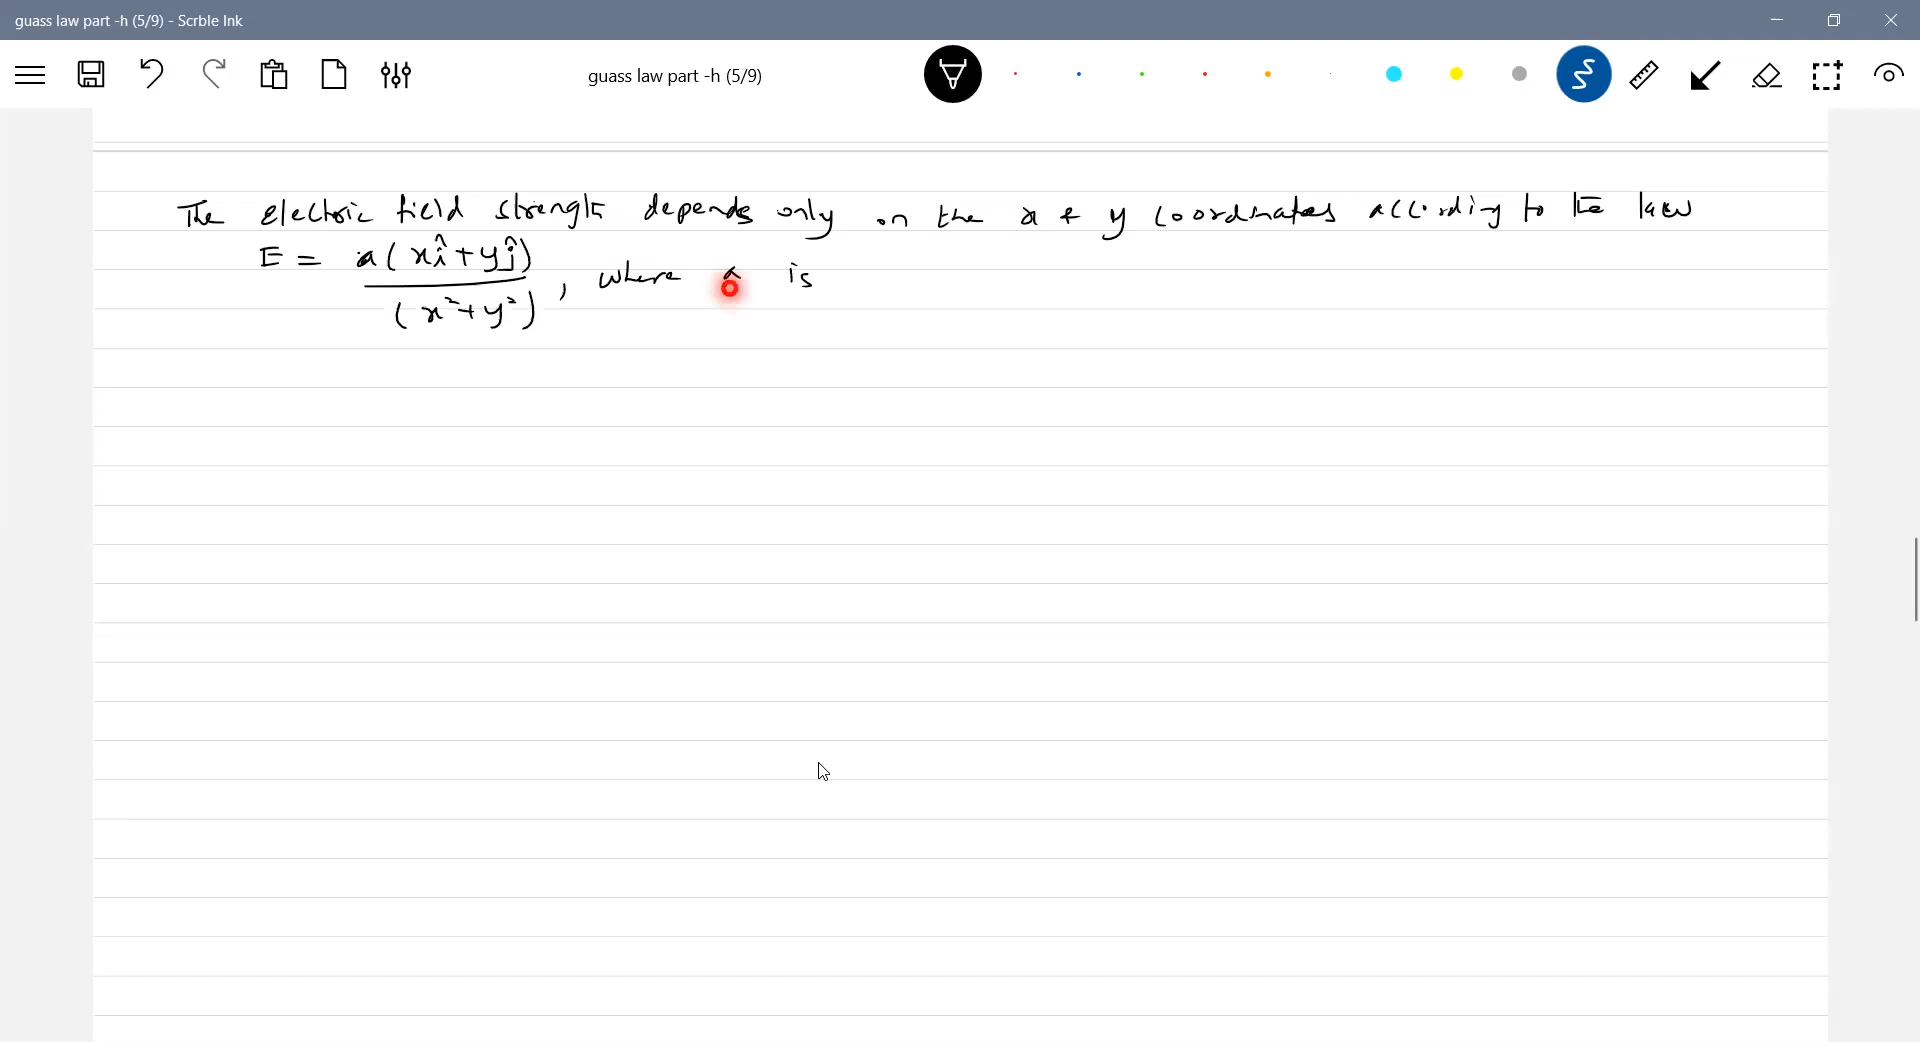 guass law part -h (5/9) - Scrble Ink
guass law part -h (5/9)
The electric field strength depends only on the x & y coordinates according to the law
E = a(xî+yĵ)
(x²+y²) , where a is